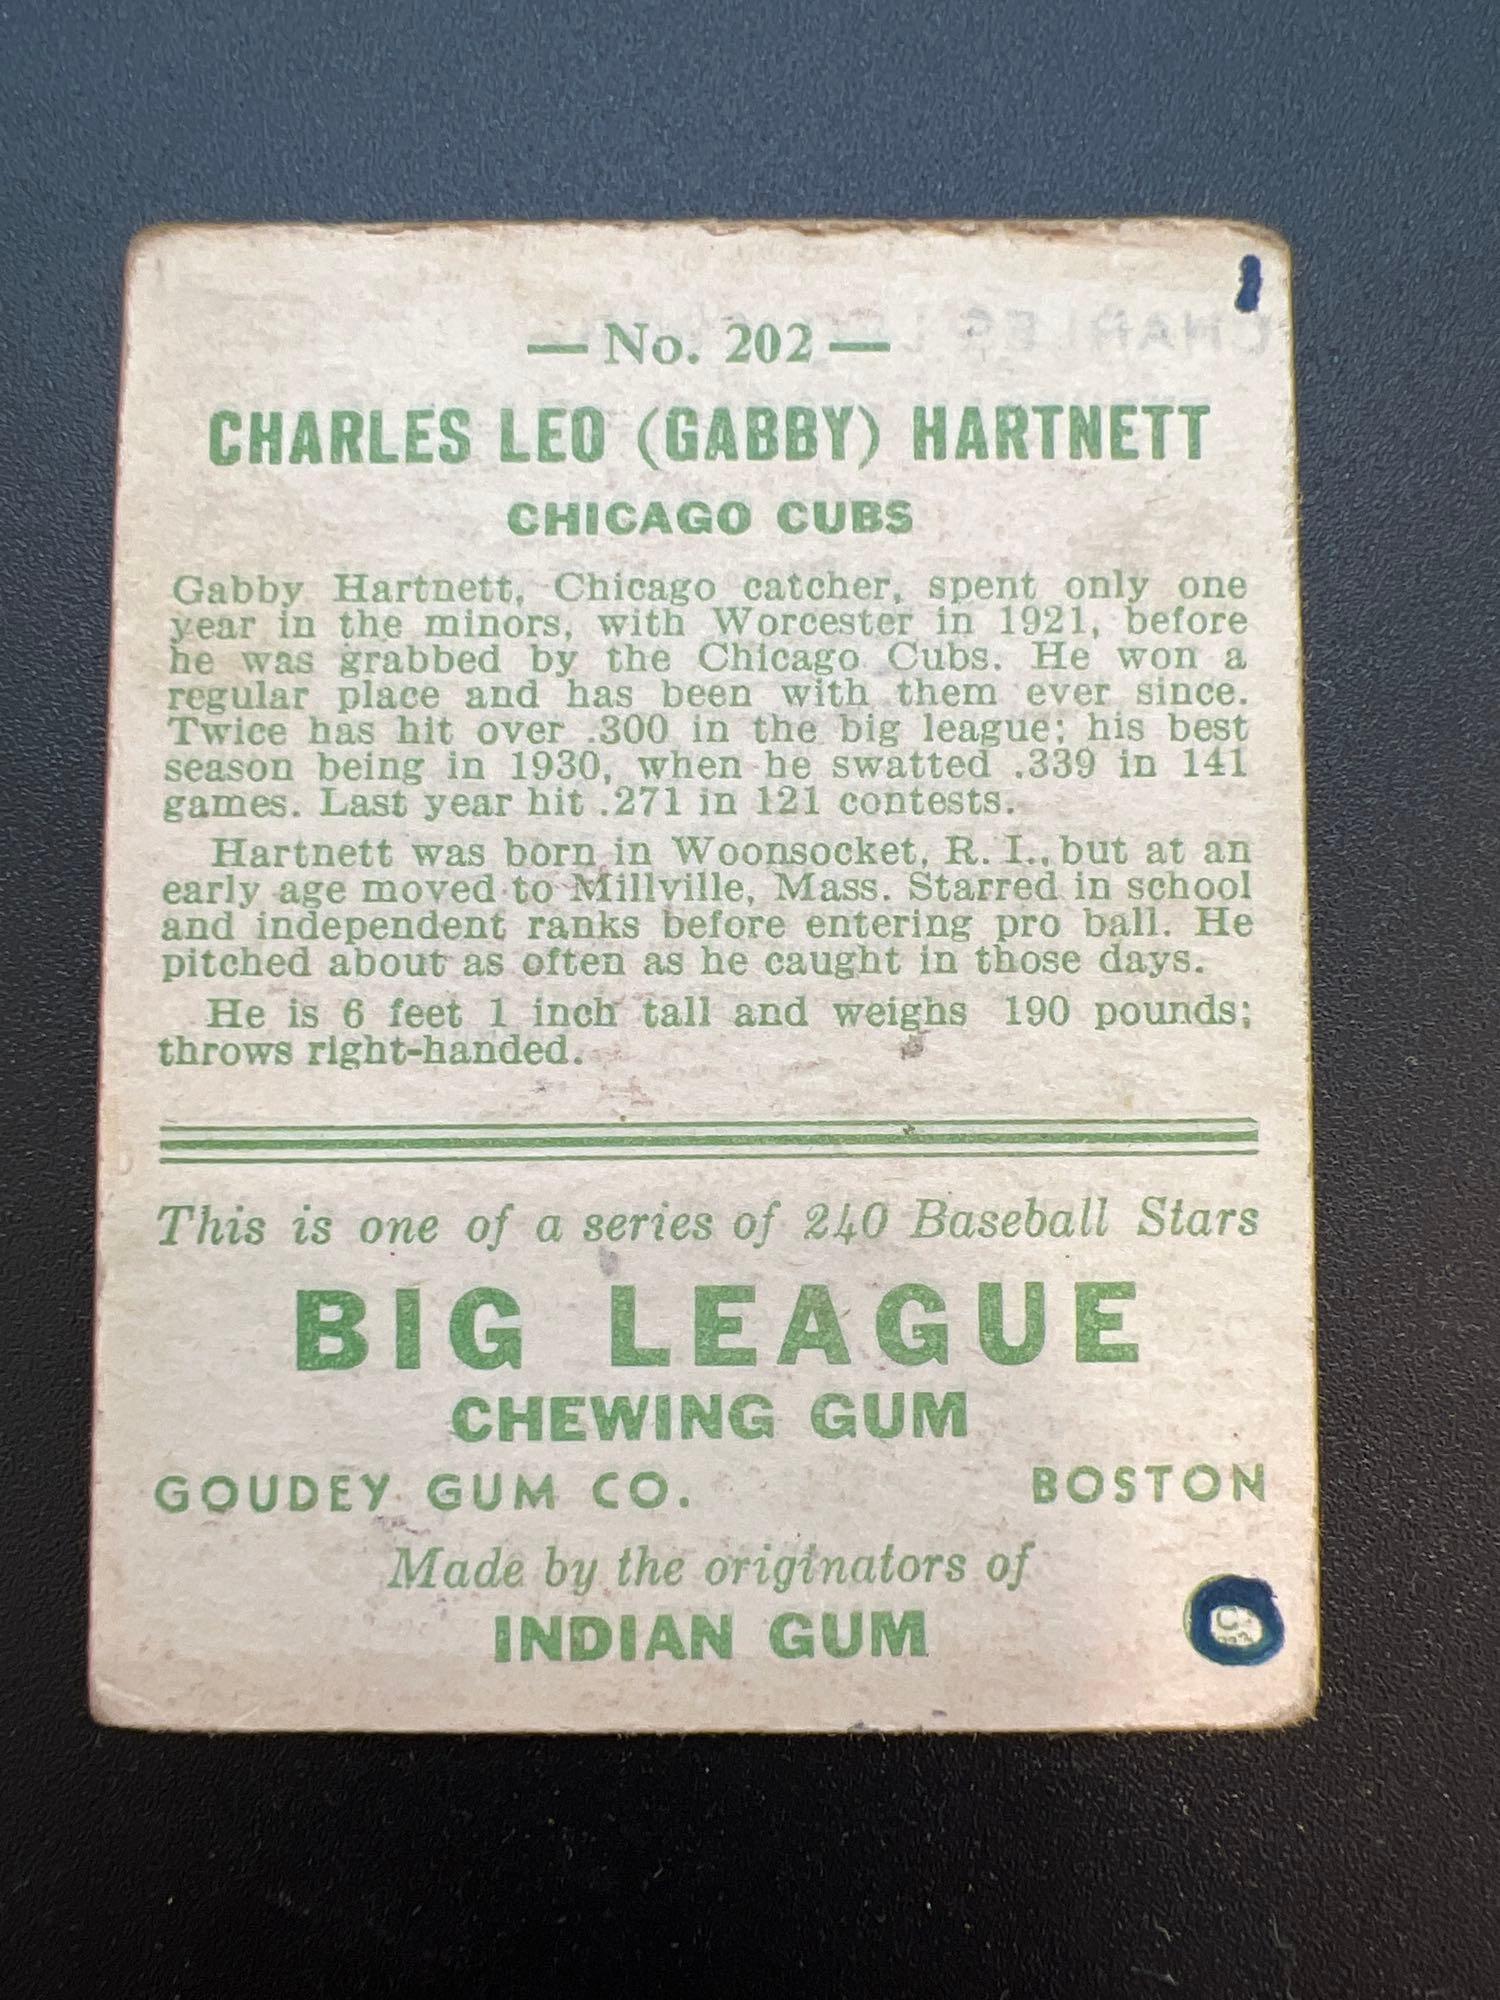 — No. 202 —
CHARLES LEO (GABBY) HARTNETT
CHICAGO CUBS
Gabby Hartnett, Chicago catcher, spent only one
year in the minors, with Worcester in 1921, before
he was grabbed by the Chicago Cubs. He won a
regular place and has been with them ever since.
Twice has hit over .300 in the big league; his best
season being in 1930, when he swatted .339 in 141
games. Last year hit .271 in 121 contests.
Hartnett was born in Woonsocket, R. I., but at an
early age moved to Millville, Mass. Starred in school
and independent ranks before entering pro ball. He
pitched about as often as he caught in those days.
He is 6 feet 1 inch tall and weighs 190 pounds;
throws right-handed.
This is one of a series of 240 Baseball Stars
BIG LEAGUE
CHEWING GUM
GOUDEY GUM CO. BOSTON
Made by the originators of
INDIAN GUM